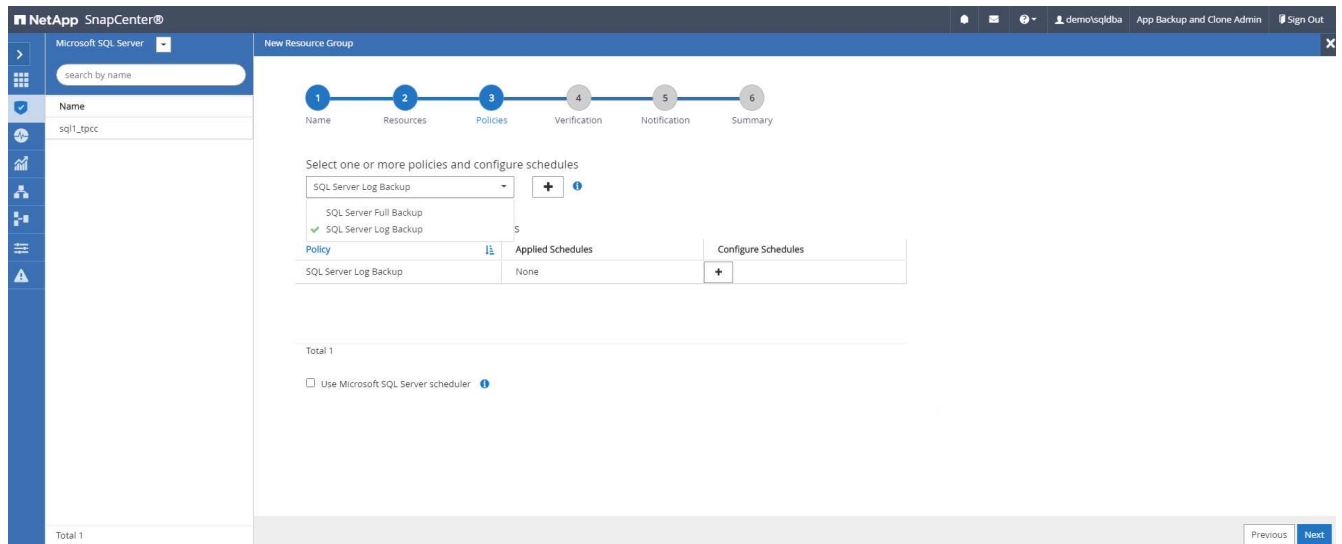 NetApp SnapCenter®
demo\sqldba App Backup and Clone Admin Sign Out
Microsoft SQL Server
New Resource Group
search by name
Name
sql1_tpcc
1 2 3 4 5 6
Name Resources Policies Verification Notification Summary
Select one or more policies and configure schedules
SQL Server Log Backup
SQL Server Full Backup
SQL Server Log Backup
s
Policy Applied Schedules Configure Schedules
SQL Server Log Backup None
Total 1
Use Microsoft SQL Server scheduler
Total 1
Previous Next